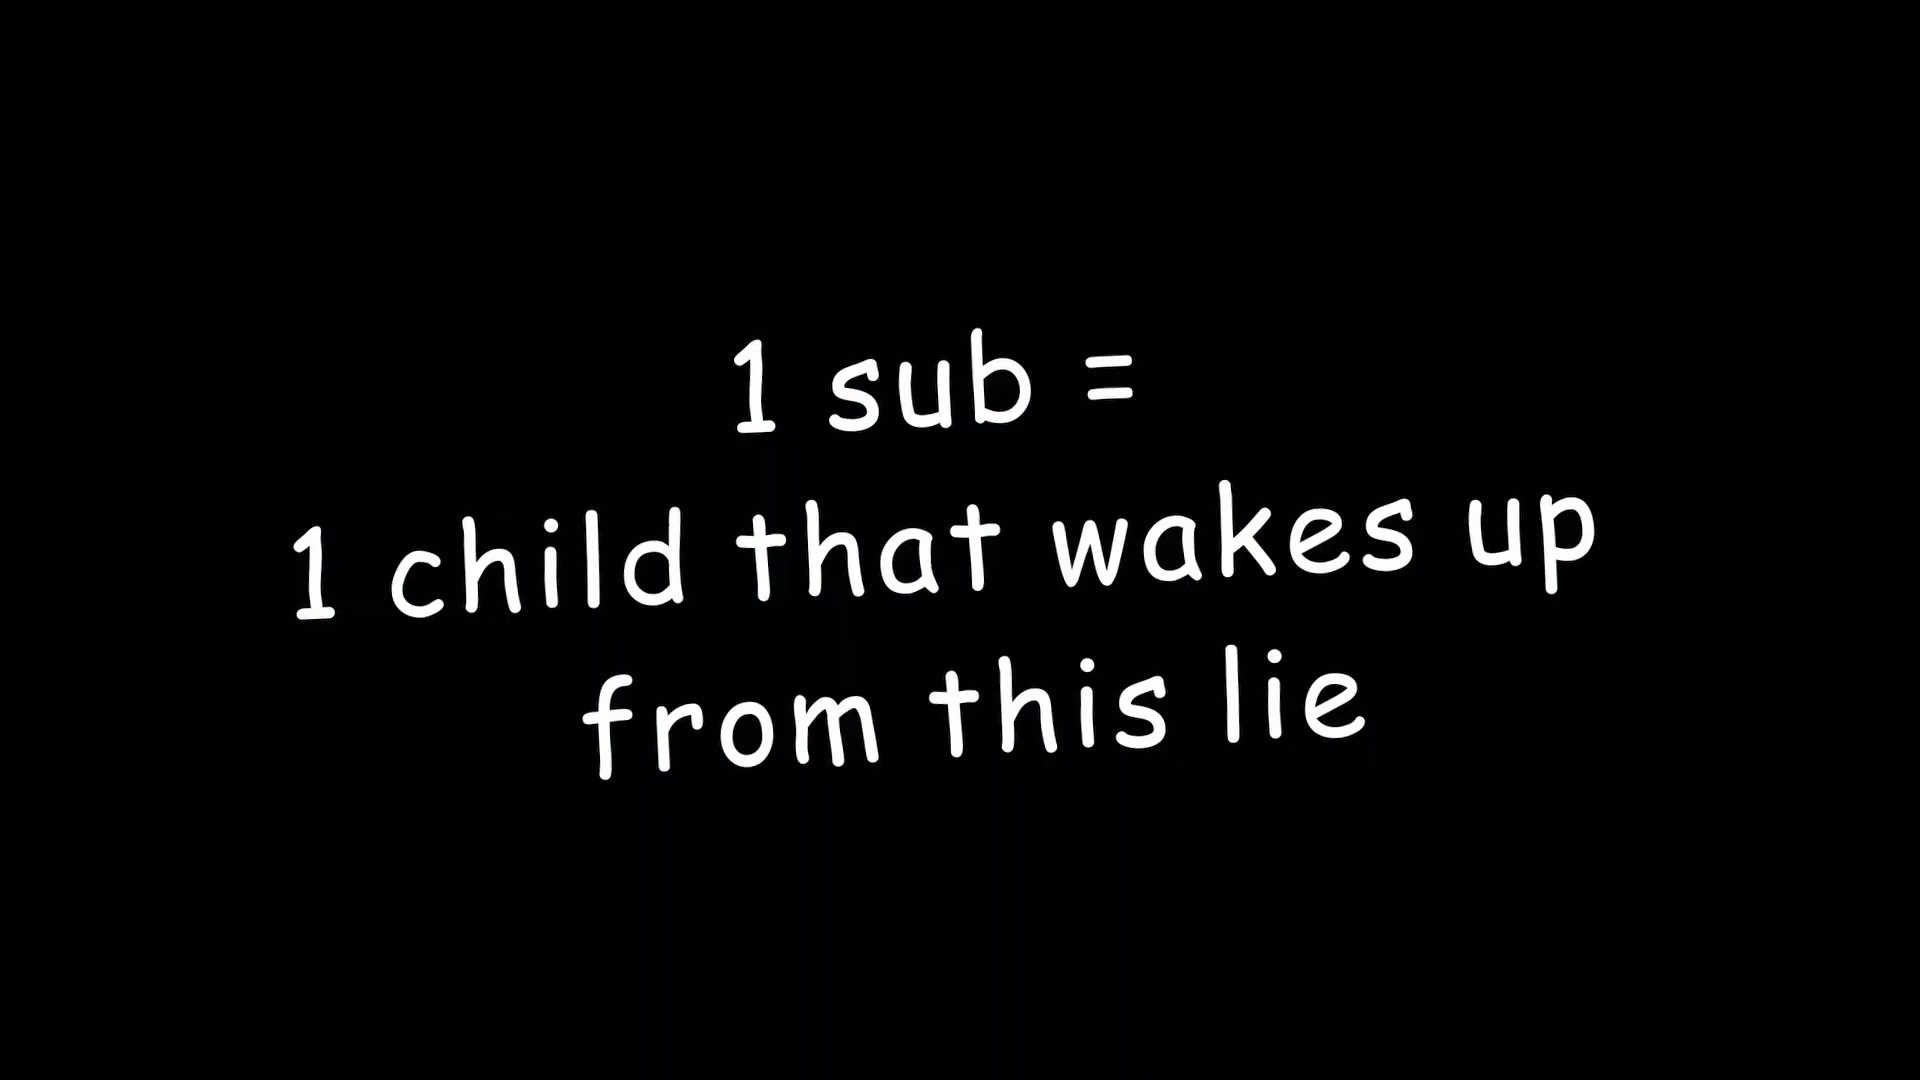 1 sub =
1 child that wakes up
from this lie